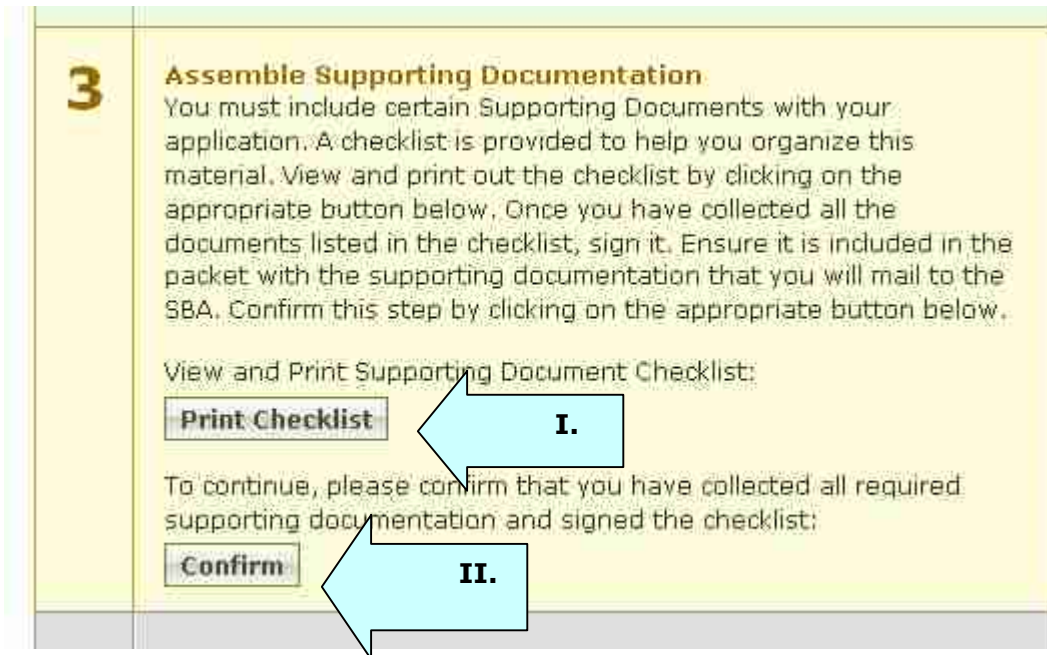 3
Assemble Supporting Documentation
You must include certain Supporting Documents with your
application. A checklist is provided to help you organize this
material. View and print out the checklist by clicking on the
appropriate button below. Once you have collected all the
documents listed in the checklist, sign it. Ensure it is included in the
packet with the supporting documentation that you will mail to the
SBA. Confirm this step by clicking on the appropriate button below.
View and Print Supporting Document Checklist:
Print Checklist
I.
To continue, please confirm that you have collected all required
supporting documentation and signed the checklist:
Confirm
II.